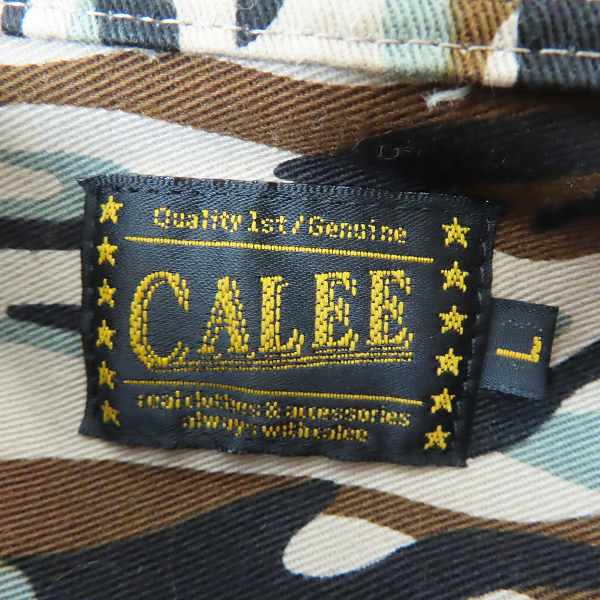 Quality 1st/Genuine
CALEE
real clothes & accessories
always with calee
L